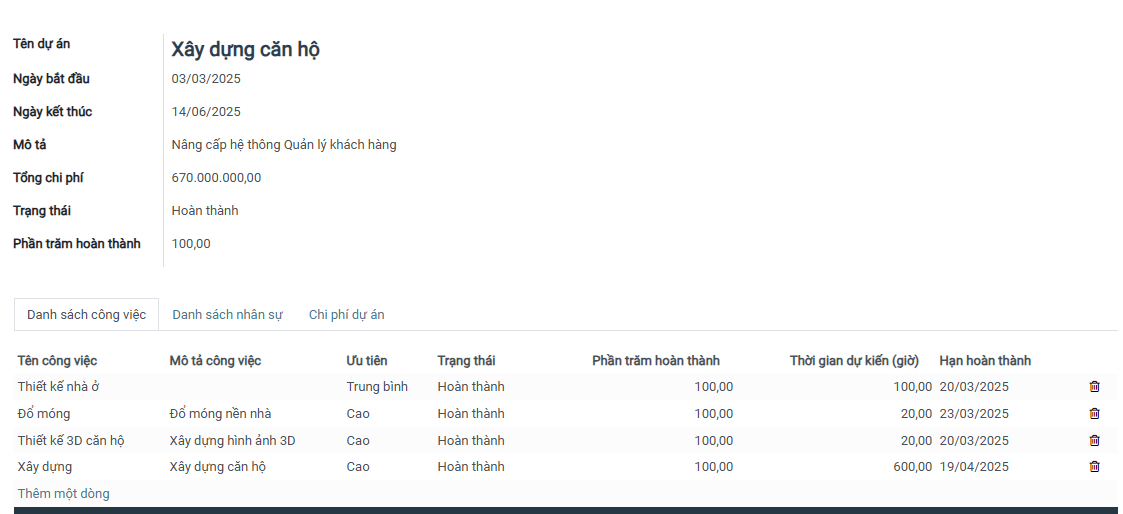 Tên dự án Xây dựng căn hộ
Ngày bắt đầu 03/03/2025
Ngày kết thúc 14/06/2025
Mô tả Nâng cấp hệ thông Quản lý khách hàng
Tổng chi phí 670.000.000,00
Trạng thái Hoàn thành
Phần trăm hoàn thành 100,00
Danh sách công việc Danh sách nhân sự Chi phí dự án
Tên công việc Mô tả công việc Ưu tiên Trạng thái Phần trăm hoàn thành Thời gian dự kiến (giờ) Hạn hoàn thành
Thiết kế nhà ở Trung bình Hoàn thành 100,00 100,00 20/03/2025
Đổ móng Đổ móng nền nhà Cao Hoàn thành 100,00 20,00 23/03/2025
Thiết kế 3D căn hộ Xây dựng hình ảnh 3D Cao Hoàn thành 100,00 20,00 20/03/2025
Xây dựng Xây dựng căn hộ Cao Hoàn thành 100,00 600,00 19/04/2025
Thêm một dòng